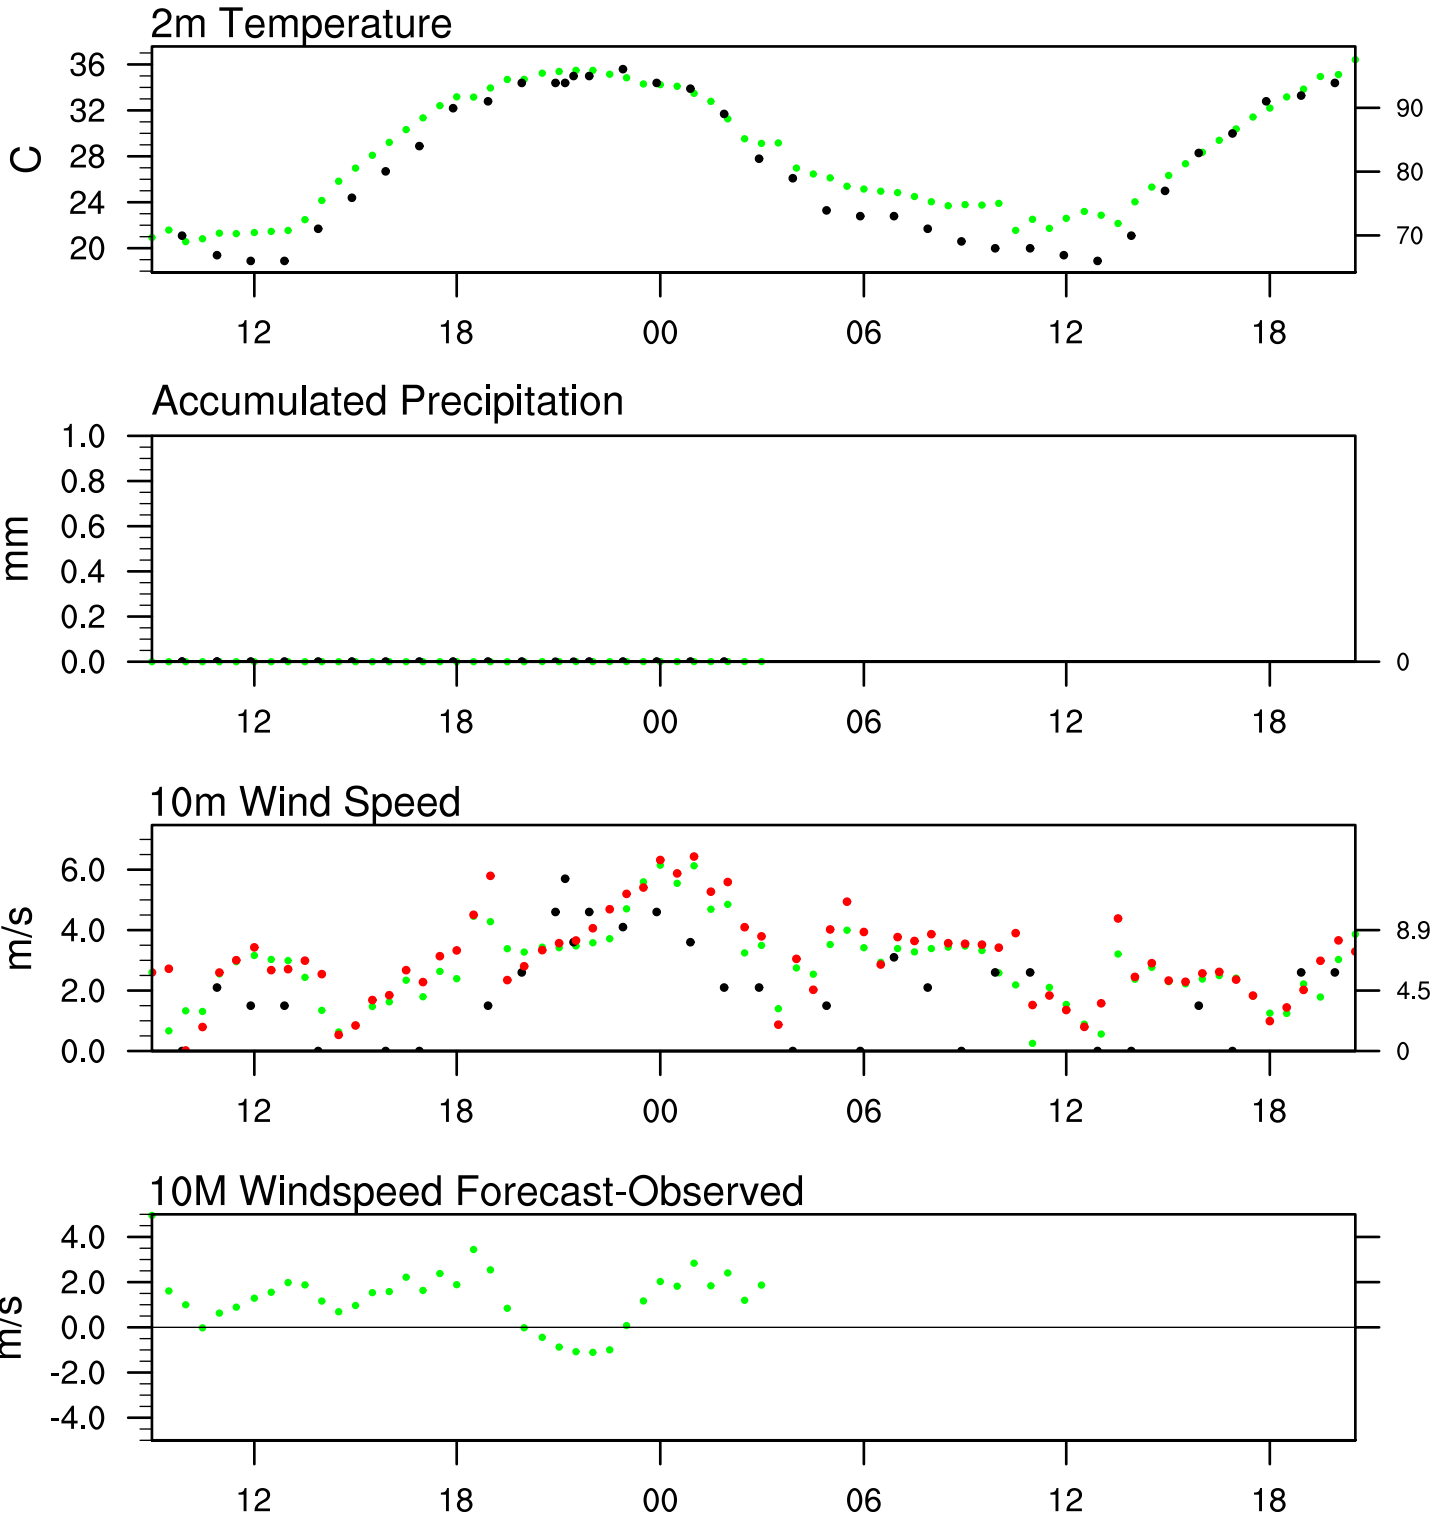 2m Temperature
36
32
28
24
20
C
90
80
70
12 18 00 06 12 18
Accumulated Precipitation
1.0
0.8
0.6
0.4
0.2
0.0
mm
0
12 18 00 06 12 18
10m Wind Speed
6.0
4.0
2.0
0.0
m/s
8.9
4.5
0
12 18 00 06 12 18
10M Windspeed Forecast-Observed
4.0
2.0
0.0
-2.0
-4.0
m/s
12 18 00 06 12 18